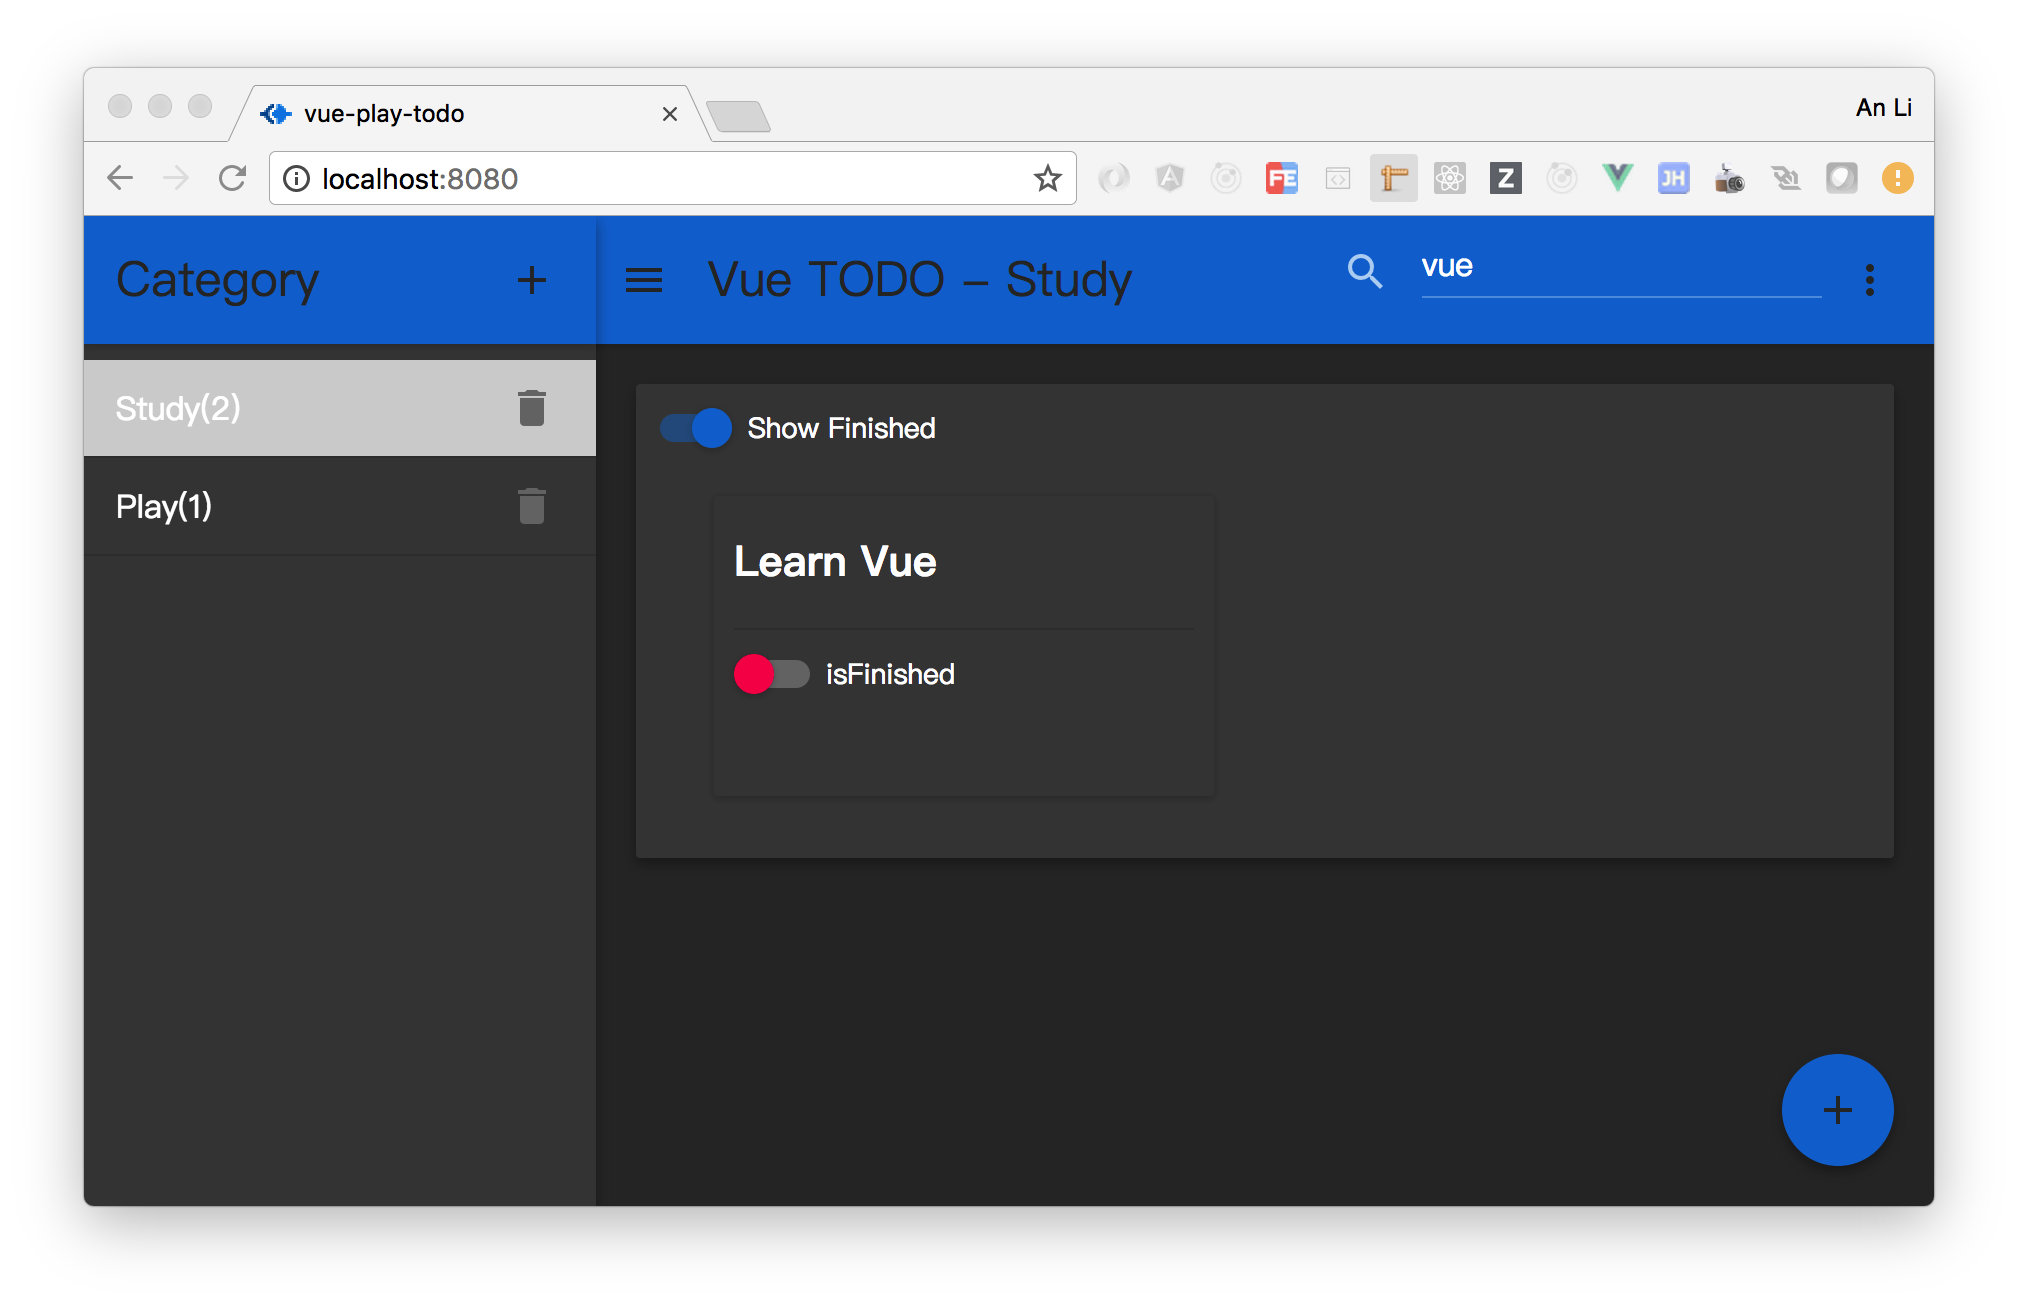 vue-play-todo
An Li
localhost:8080
FE
Z
JH
Category
Vue TODO – Study
vue
Study(2)
Play(1)
Show Finished
Learn Vue
isFinished